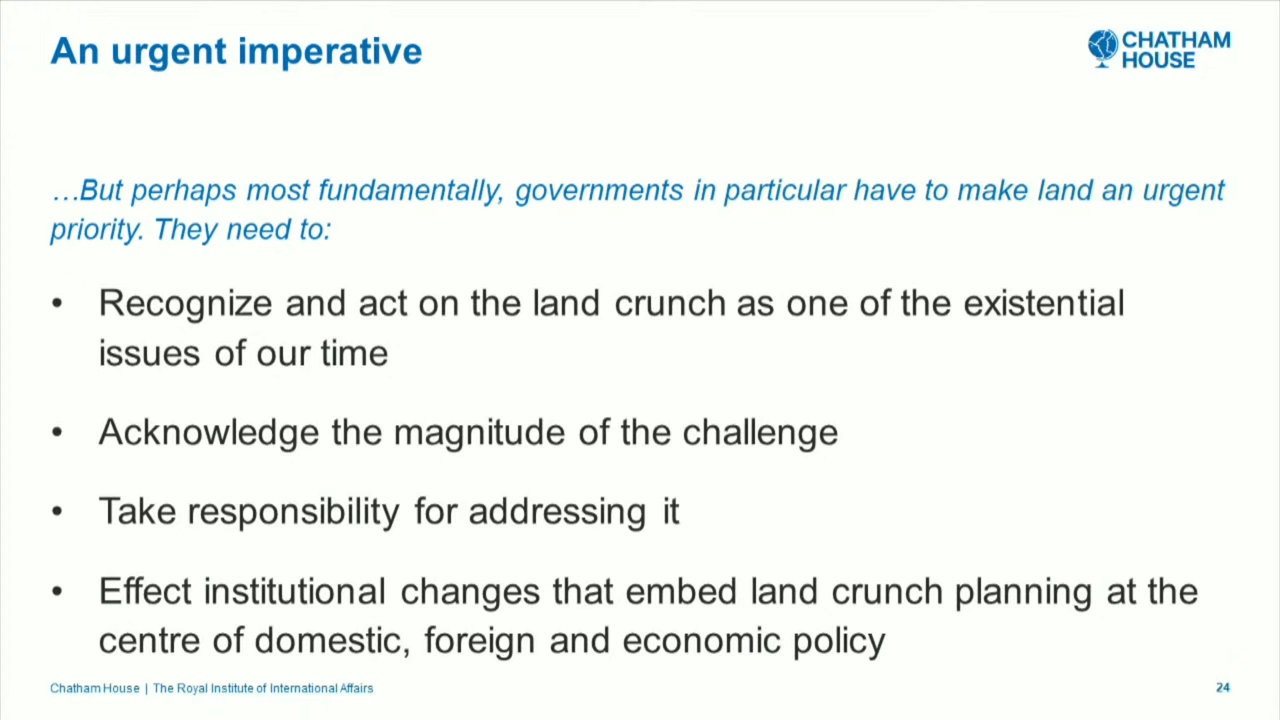 An urgent imperative
CHATHAM
HOUSE
…But perhaps most fundamentally, governments in particular have to make land an urgent
priority. They need to:
• Recognize and act on the land crunch as one of the existential
issues of our time
• Acknowledge the magnitude of the challenge
• Take responsibility for addressing it
• Effect institutional changes that embed land crunch planning at the
centre of domestic, foreign and economic policy
Chatham House | The Royal Institute of International Affairs
24